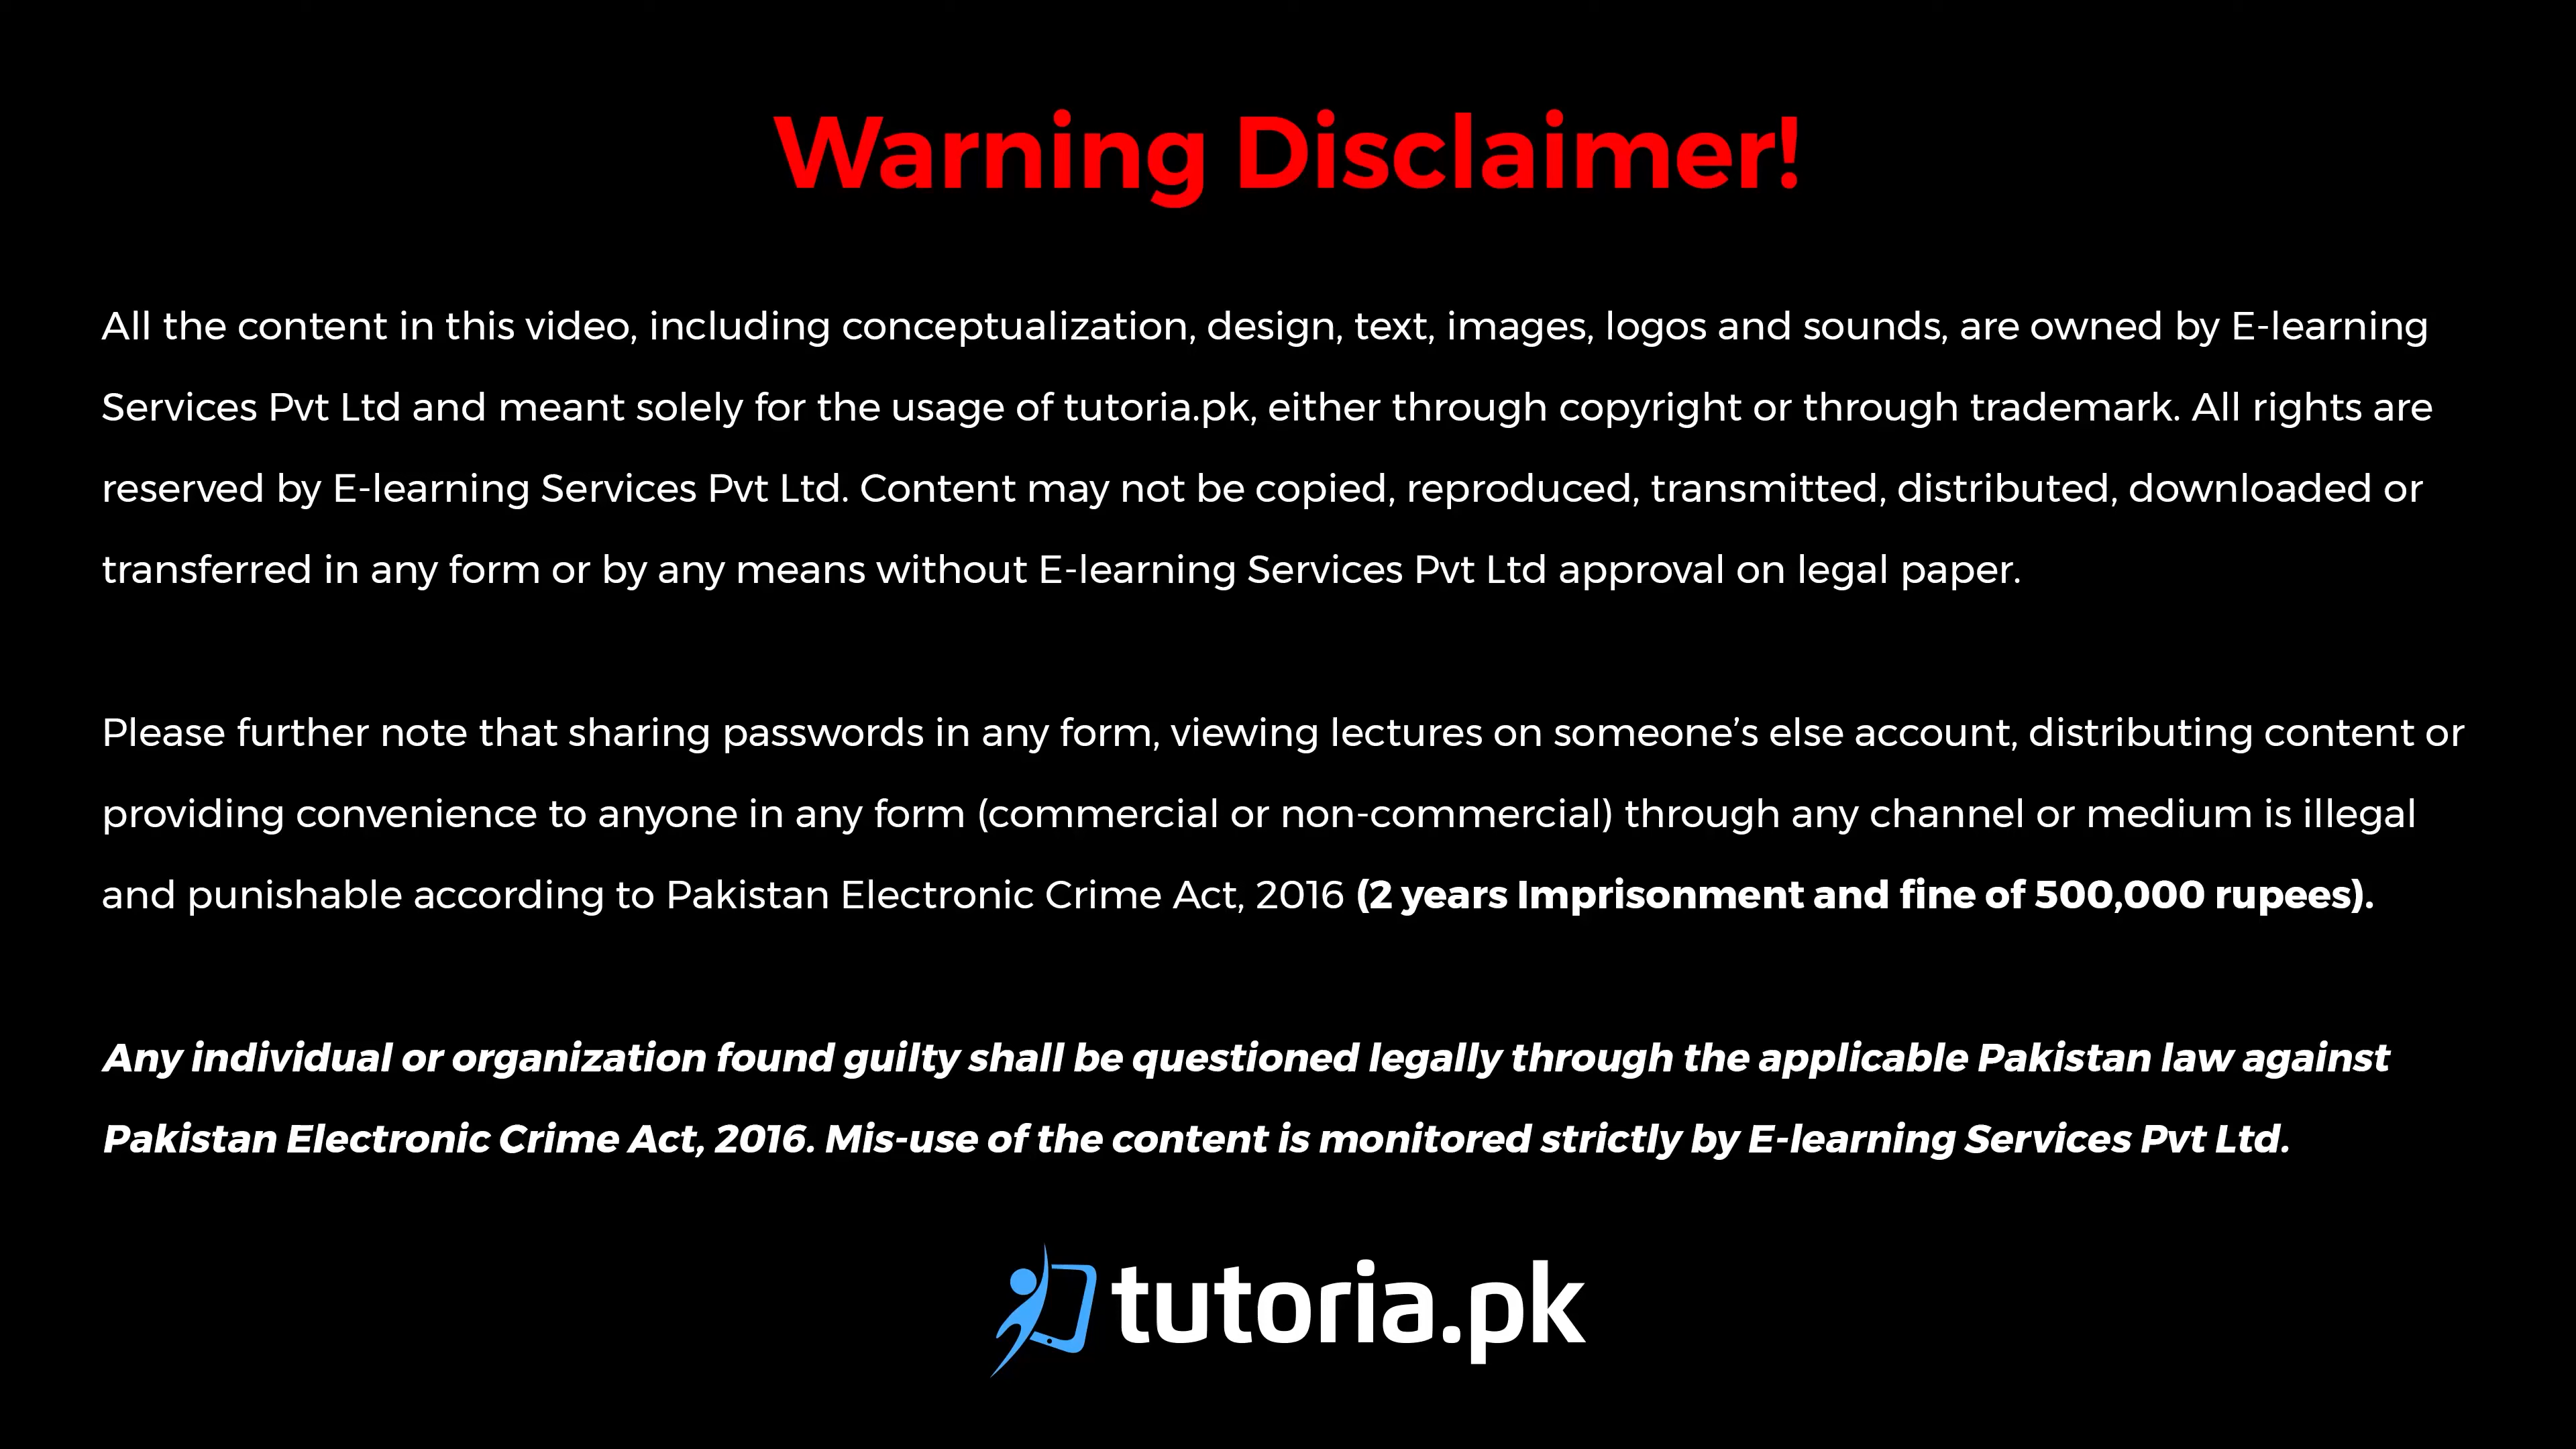 Warning Disclaimer!
All the content in this video, including conceptualization, design, text, images, logos and sounds, are owned by E-learning
Services Pvt Ltd and meant solely for the usage of tutoria.pk, either through copyright or through trademark. All rights are
reserved by E-learning Services Pvt Ltd. Content may not be copied, reproduced, transmitted, distributed, downloaded or
transferred in any form or by any means without E-learning Services Pvt Ltd approval on legal paper.
Please further note that sharing passwords in any form, viewing lectures on someone’s else account, distributing content or
providing convenience to anyone in any form (commercial or non-commercial) through any channel or medium is illegal
and punishable according to Pakistan Electronic Crime Act, 2016 (2 years Imprisonment and fine of 500,000 rupees).
Any individual or organization found guilty shall be questioned legally through the applicable Pakistan law against
Pakistan Electronic Crime Act, 2016. Mis-use of the content is monitored strictly by E-learning Services Pvt Ltd.
tutoria.pk